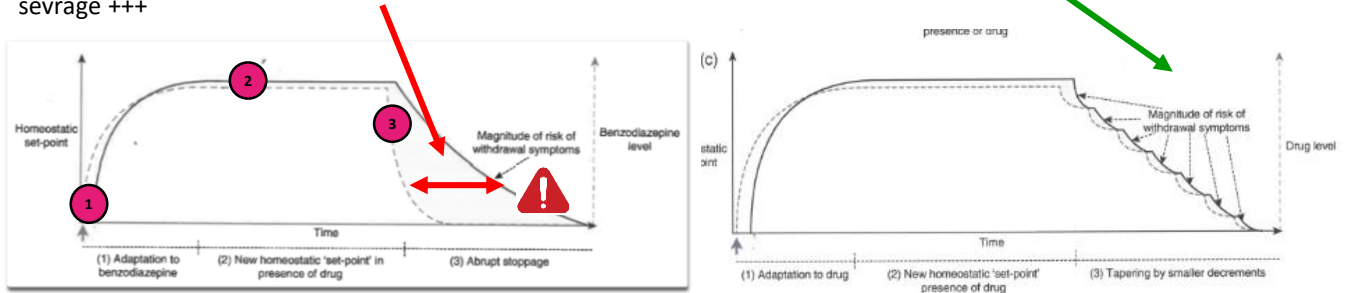 sevrage +++
2
3
1
Homeostatic
set-point
Magnitude of risk of
withdrawal symptoms
Benzodiazepine
level
Time
(1) Adaptation to
benzodiazepine
(2) New homeostatic 'set-point' in
presence of drug
(3) Abrupt stoppage
presence of drug
(c)
static
point
Magnitude of risk of
withdrawal symptoms
Drug level
Time
(1) Adaptation to drug
(2) New homeostatic 'set-point'
presence of drug
(3) Tapering by smaller decrements